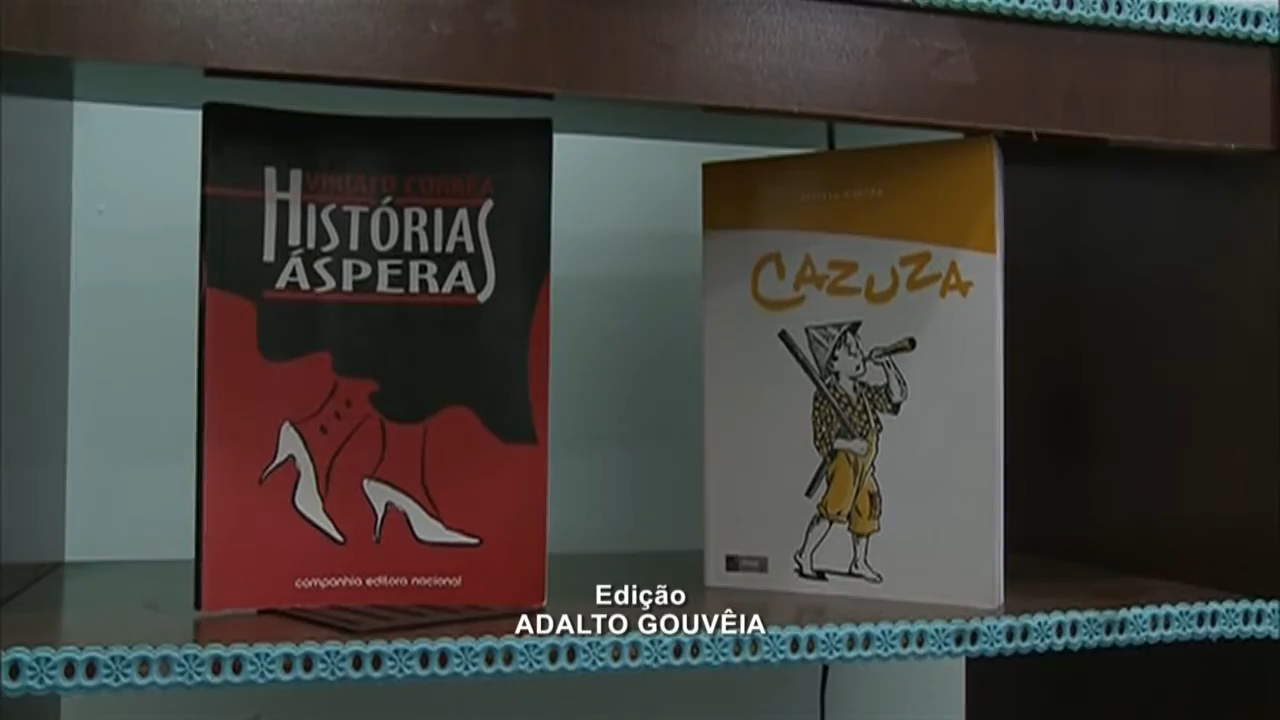 VIRIATO CORRÊA
HISTÓRIAS
ÁSPERAS
companhia editora nacional
CAZUZA
Edição
ADALTO GOUVÊIA